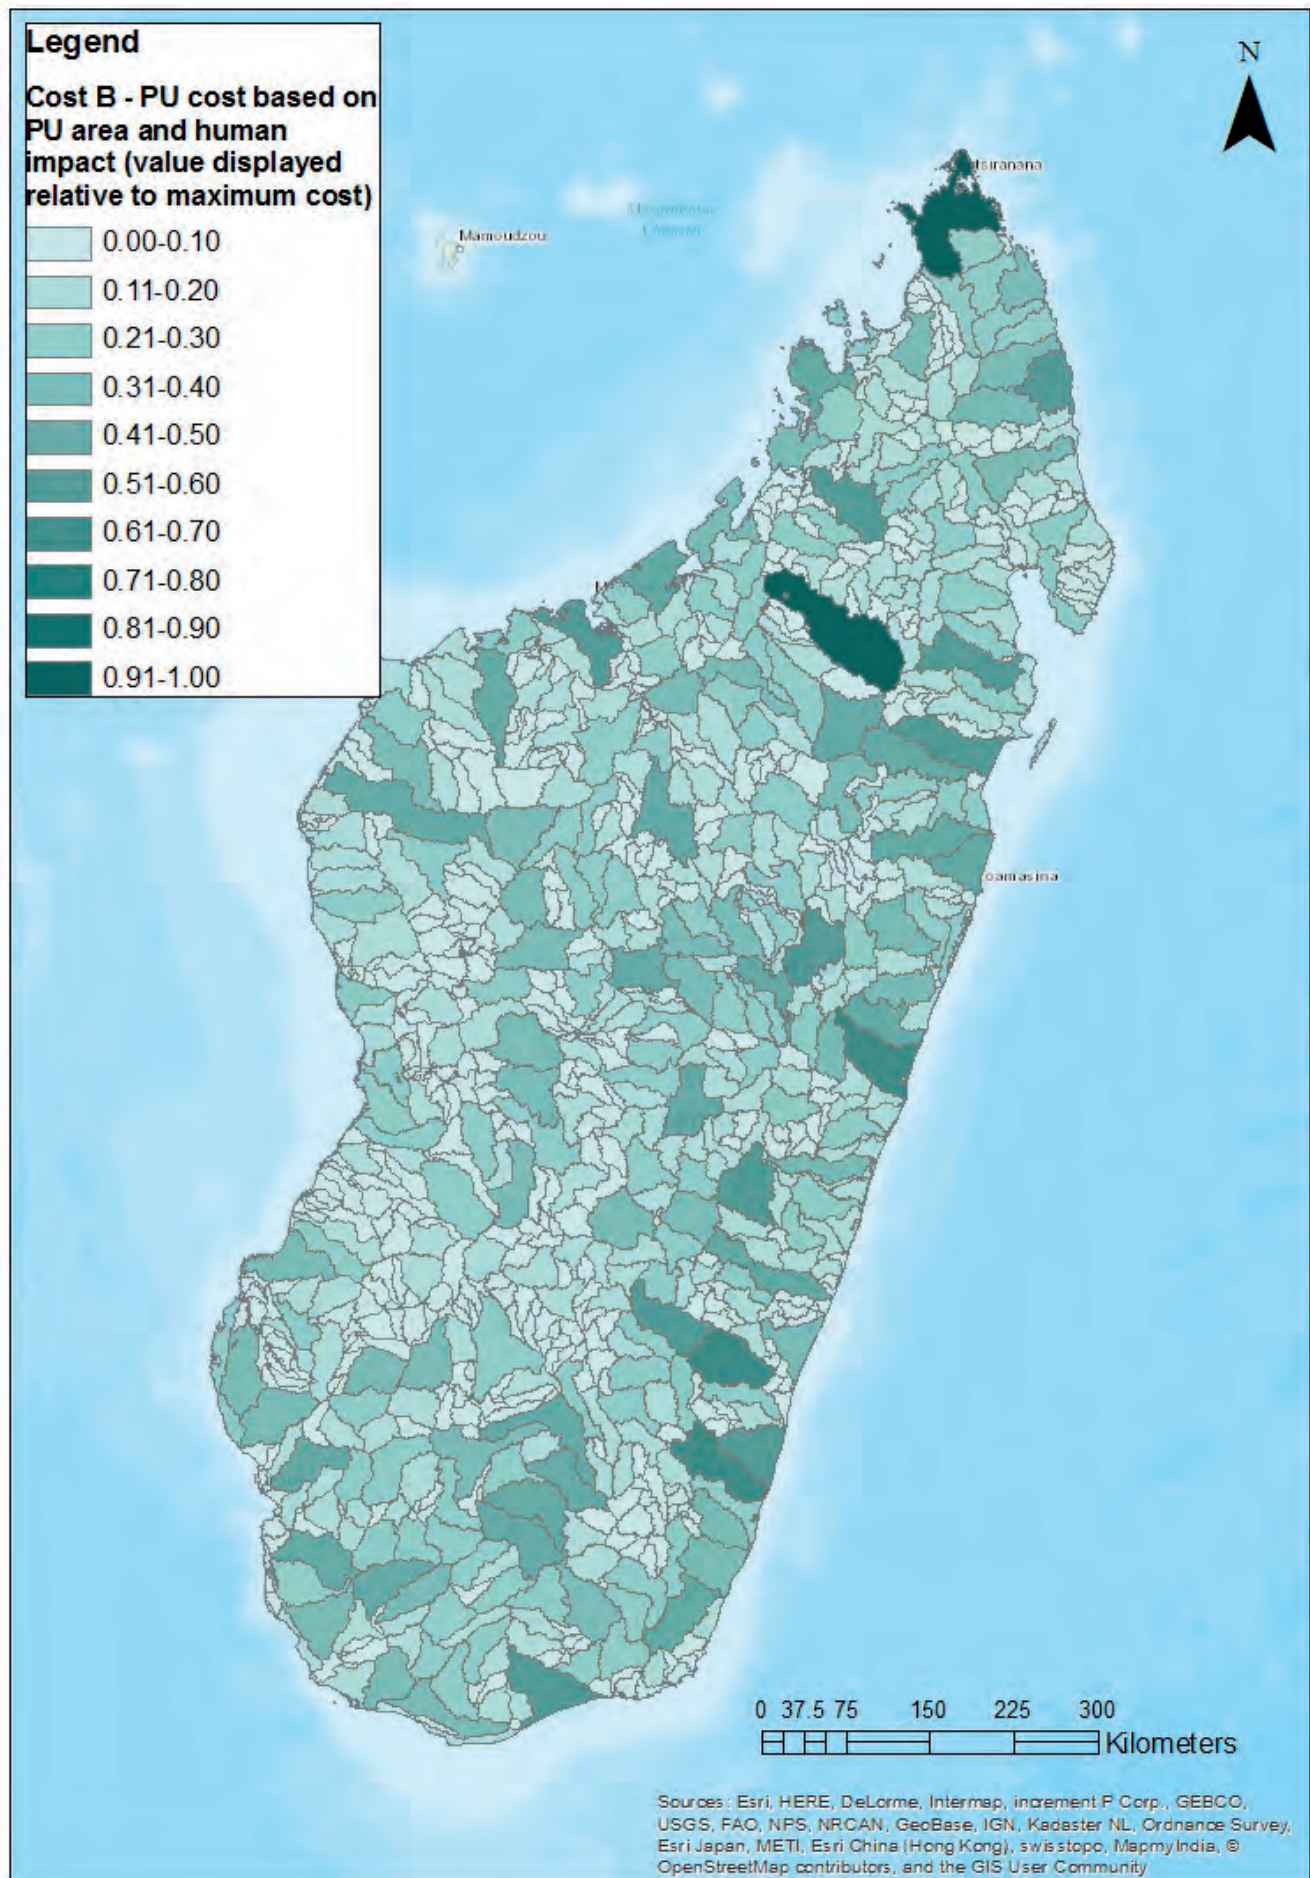 Legend
Cost B - PU cost based on
PU area and human
impact (value displayed
relative to maximum cost)
0.00-0.10
0.11-0.20
0.21-0.30
0.31-0.40
0.41-0.50
0.51-0.60
0.61-0.70
0.71-0.80
0.81-0.90
0.91-1.00
N
tsiranana
Mamoudzou
oamasina
0 37.5 75 150 225 300
Kilometers
Sources: Esri, HERE, DeLorme, Intermap, increment P Corp., GEBCO,
USGS, FAO, NPS, NRCAN, GeoBase, IGN, Kadaster NL, Ordnance Survey,
Esri Japan, METI, Esri China (Hong Kong), swisstopo, MapmyIndia, ©
OpenStreetMap contributors, and the GIS User Community